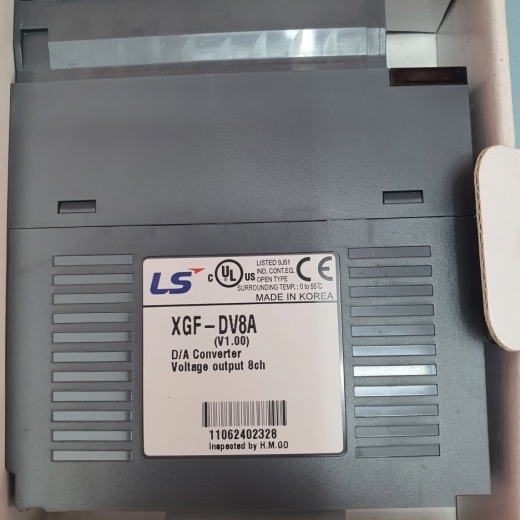 LS
C UL US
LISTED 9J51
IND. CONT.EQ.
OPEN TYPE
CE
SURROUNDING TEMP. : 0 to 55°C
MADE IN KOREA
XGF-DV8A
(V1.00)
D/A Converter
Voltage output 8ch
11062402328
Inspected by H.M.GO